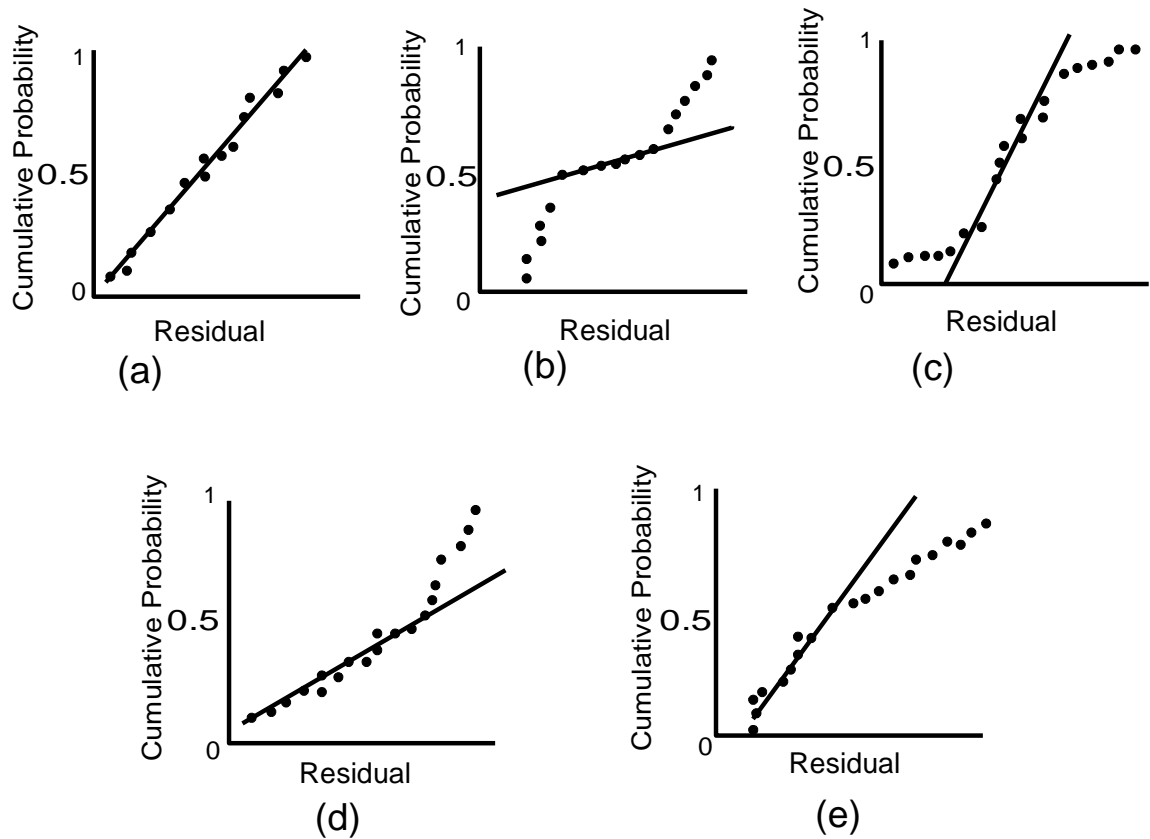 Cumulative Probability
1
0.5
0
Residual
(a)
Cumulative Probability
1
0.5
0
Residual
(b)
Cumulative Probability
1
0.5
0
Residual
(c)
Cumulative Probability
1
0.5
0
Residual
(d)
Cumulative Probability
1
0.5
0
Residual
(e)